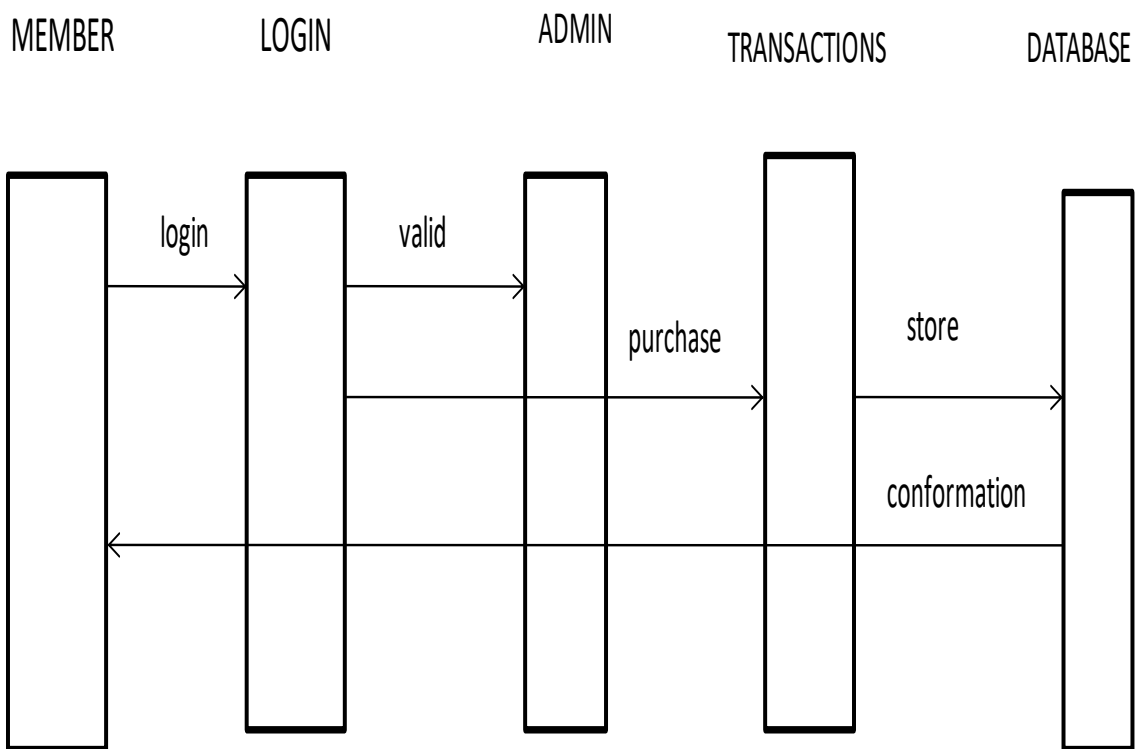 MEMBER LOGIN ADMIN TRANSACTIONS DATABASE
login valid
purchase store
conformation